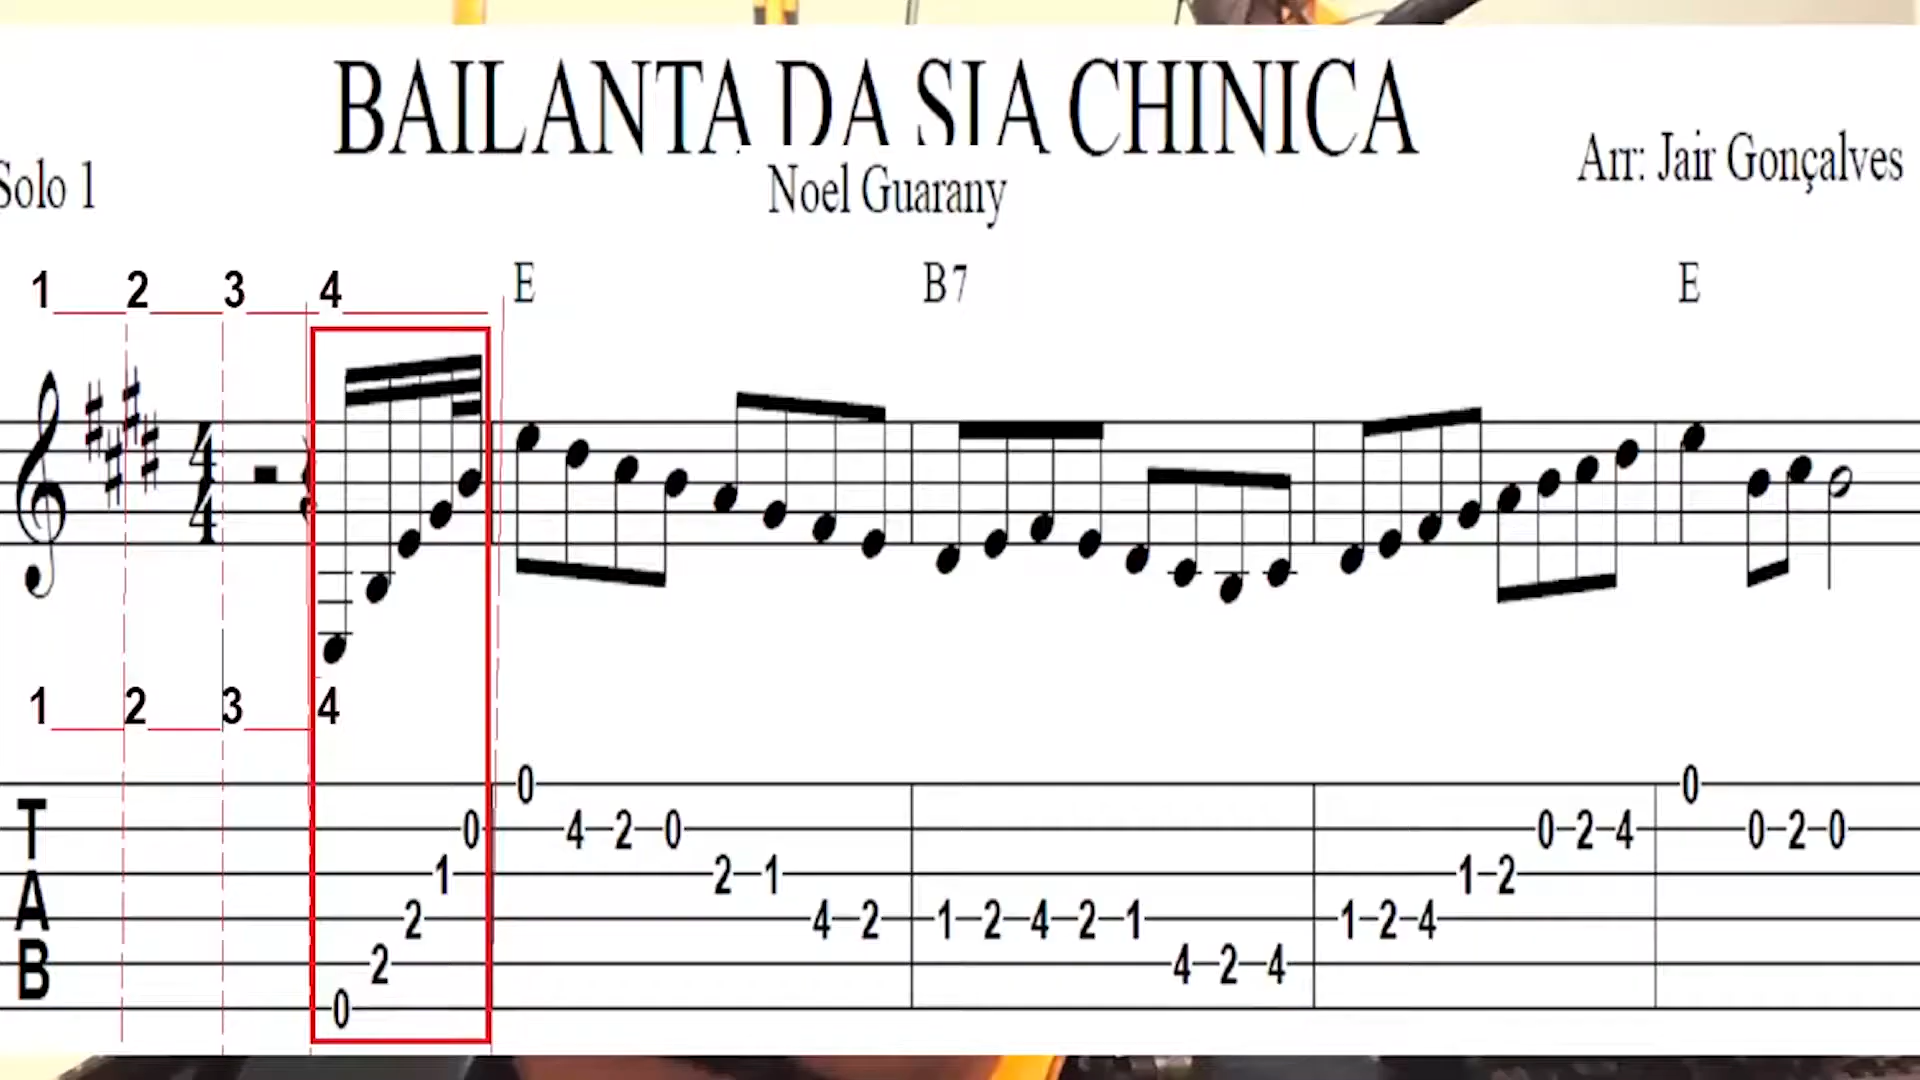 BAILANTA DA SIA CHINICA
Solo 1
Noel Guarany
Arr: Jair Gonçalves
1 2 3 4 E B7 E
4
4
1 2 3 4
T
A
B
0 0
0 4 2 0 0 2 4 0 2 0
1 2 1 1 2
2 4 2 1 2 4 2 1 1 2 4
2 4 2 4
0